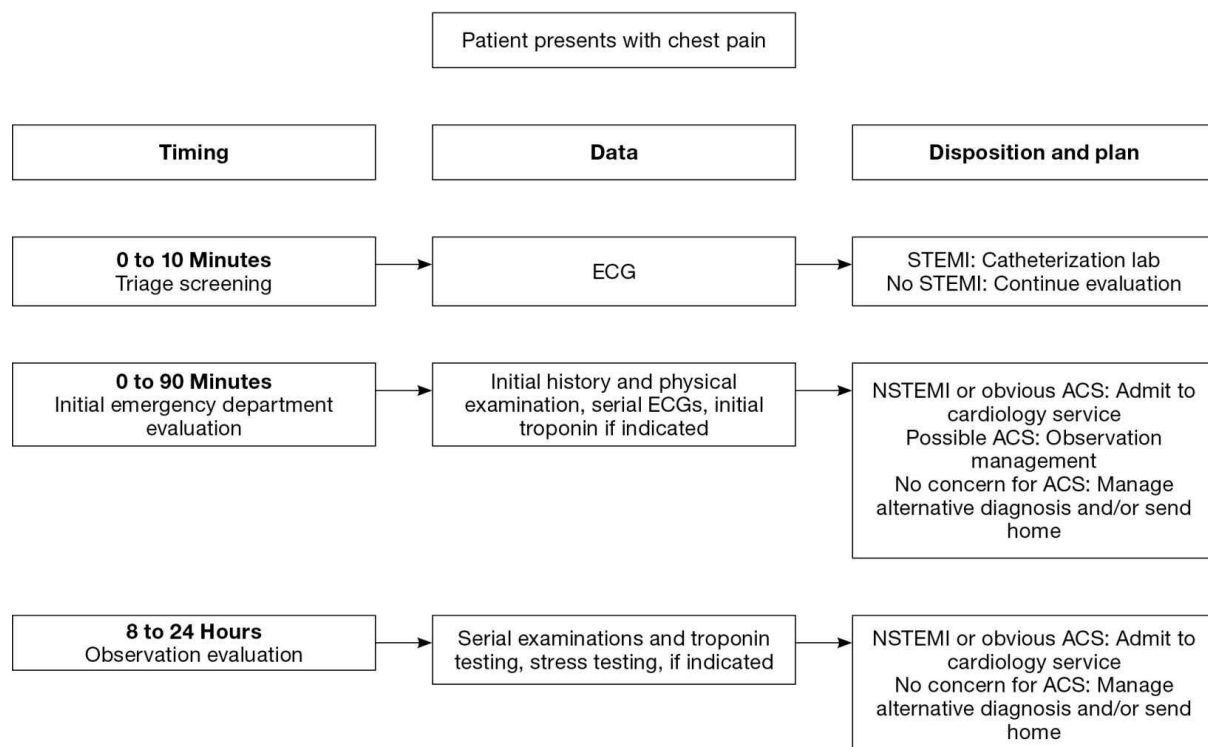 Patient presents with chest pain
Timing
Data
Disposition and plan
0 to 10 Minutes
Triage screening
ECG
STEMI: Catheterization lab
No STEMI: Continue evaluation
0 to 90 Minutes
Initial emergency department
evaluation
Initial history and physical
examination, serial ECGs, initial
troponin if indicated
NSTEMI or obvious ACS: Admit to
cardiology service
Possible ACS: Observation
management
No concern for ACS: Manage
alternative diagnosis and/or send
home
8 to 24 Hours
Observation evaluation
Serial examinations and troponin
testing, stress testing, if indicated
NSTEMI or obvious ACS: Admit to
cardiology service
No concern for ACS: Manage
alternative diagnosis and/or send
home